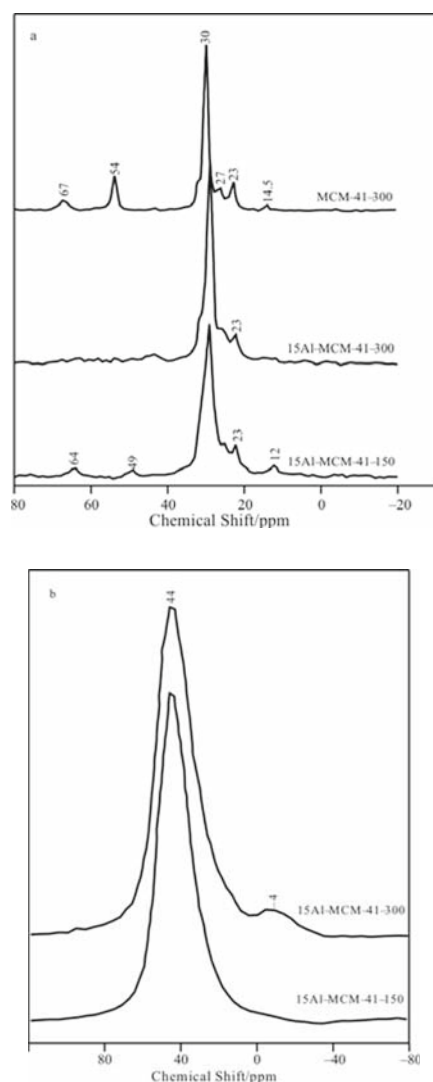 a
30
67
54
27
23
14.5
MCM-41-300
23
15Al-MCM-41-300
64
49
23
12
15Al-MCM-41-150
80 60 40 20 0 -20
Chemical Shift/ppm
b
44
-4
15Al-MCM-41-300
15Al-MCM-41-150
80 40 0 -40 -80
Chemical Shift/ppm